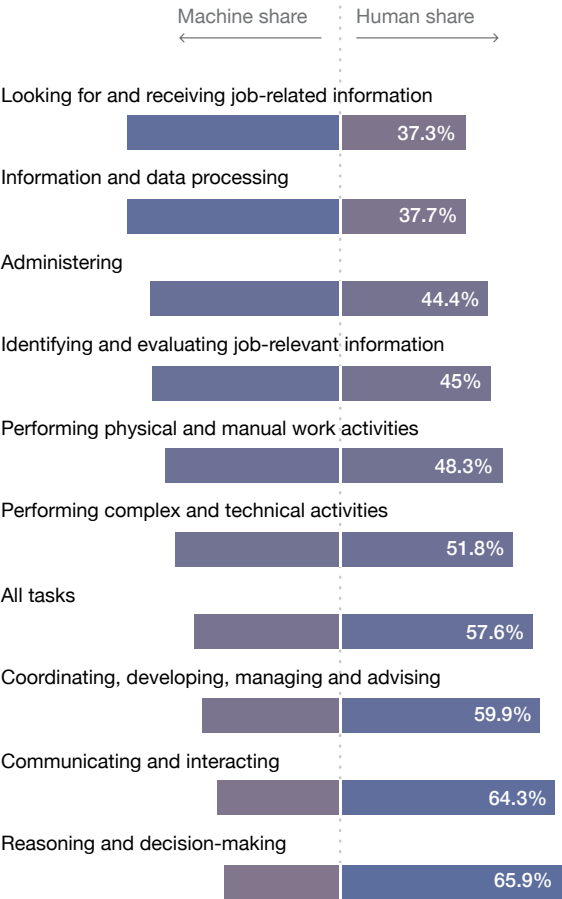 Machine share Human share
Looking for and receiving job-related information
37.3%
Information and data processing
37.7%
Administering
44.4%
Identifying and evaluating job-relevant information
45%
Performing physical and manual work activities
48.3%
Performing complex and technical activities
51.8%
All tasks
57.6%
Coordinating, developing, managing and advising
59.9%
Communicating and interacting
64.3%
Reasoning and decision-making
65.9%